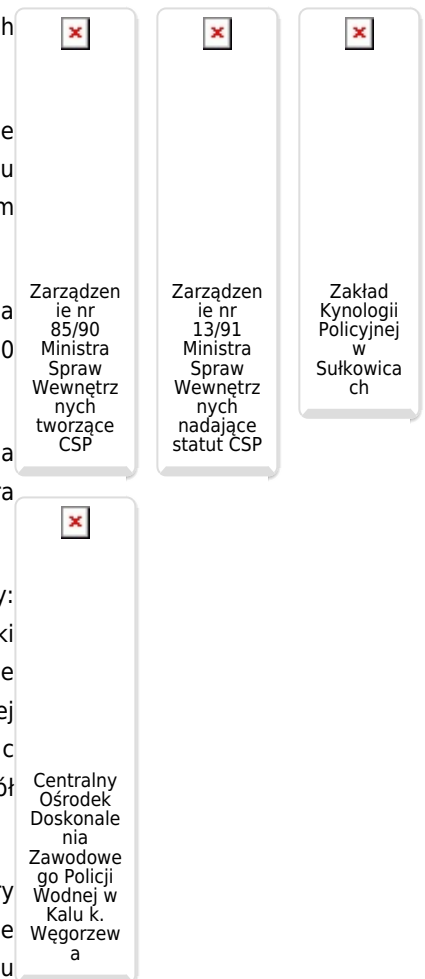 Zarządzen
ie nr
85/90
Ministra
Spraw
Wewnętrz
nych
tworzące
CSP
Zarządzen
ie nr
13/91
Ministra
Spraw
Wewnętrz
nych
nadające
statut CSP
Zakład
Kynologii
Policyjnej
w
Sułkowica
ch
Centralny
Ośrodek
Doskonale
nia
Zawodowe
go Policji
Wodnej w
Kalu k.
Węgorzew
a